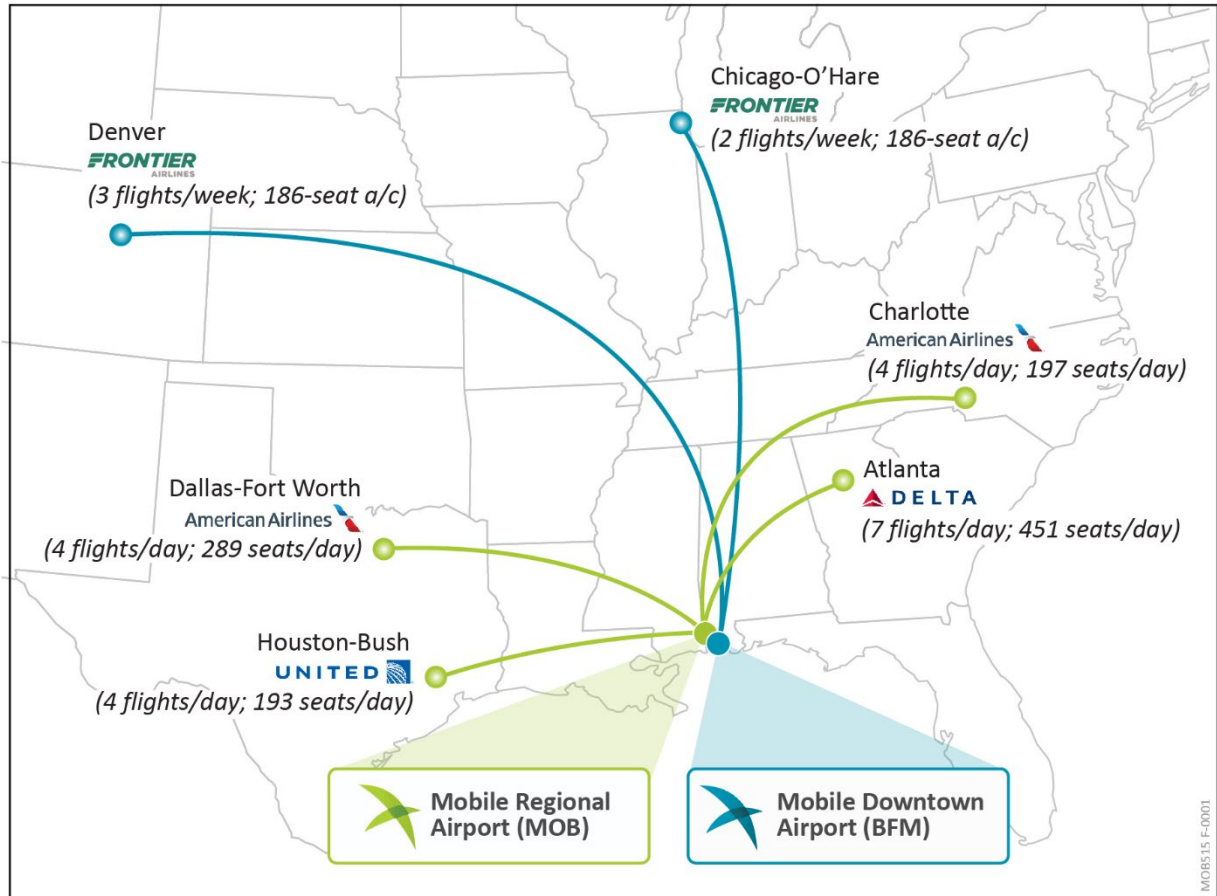 Denver
FRONTIER
AIRLINES
(3 flights/week; 186-seat a/c)
Chicago-O’Hare
FRONTIER
AIRLINES
(2 flights/week; 186-seat a/c)
Charlotte
American Airlines
(4 flights/day; 197 seats/day)
Atlanta
DELTA
(7 flights/day; 451 seats/day)
Dallas-Fort Worth
American Airlines
(4 flights/day; 289 seats/day)
Houston-Bush
UNITED
(4 flights/day; 193 seats/day)
Mobile Regional
Airport (MOB)
Mobile Downtown
Airport (BFM)
MOB515 F-0001